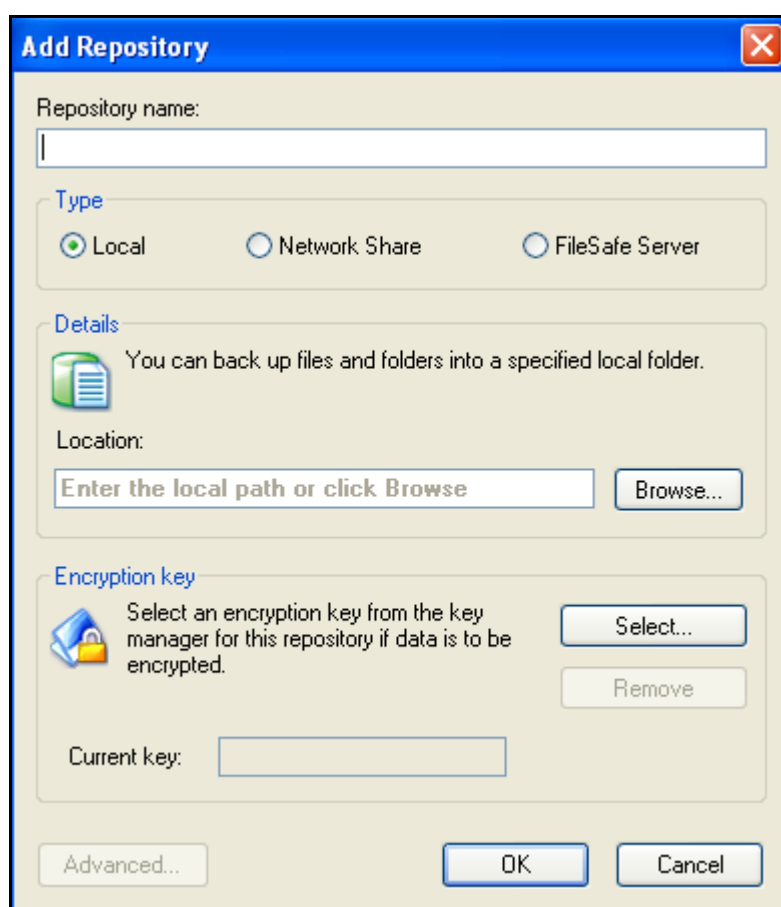 Add Repository
Repository name:
Type
Local
Network Share
FileSafe Server
Details
You can back up files and folders into a specified local folder.
Location:
Enter the local path or click Browse
Browse...
Encryption key
Select an encryption key from the key
manager for this repository if data is to be
encrypted.
Select...
Remove
Current key:
Advanced...
OK
Cancel